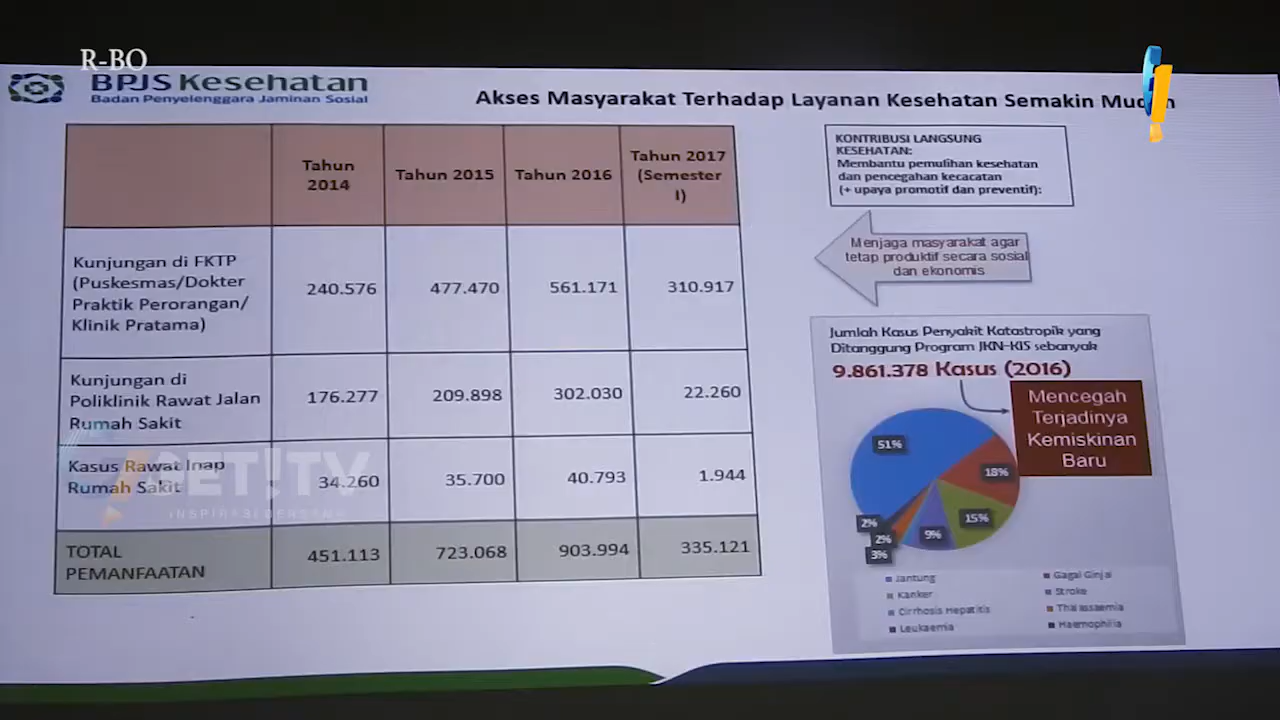 R-BO
BPJS Kesehatan
Badan Penyelenggara Jaminan Sosial
Akses Masyarakat Terhadap Layanan Kesehatan Semakin
Tahun 2014
Tahun 2015
Tahun 2016
Tahun 2017 (Semester I)
Kunjungan di FKTP
(Puskesmas/Dokter
Praktik Perorangan/
Klinik Pratama)
240.576
477.470
561.171
310.917
Kunjungan di
Poliklinik Rawat Jalan
Rumah Sakit
176.277
209.898
302.030
22.260
Kasus Rawat Inap
Rumah Sakit
34.260
35.700
40.793
1.944
TOTAL
PEMANFAATAN
451.113
723.068
903.994
335.121
KONTRIBUSI LANGSUNG
KESEHATAN:
Membantu pemulihan kesehatan
dan pencegahan kecacatan
(+ upaya promotif dan preventif):
Menjaga masyarakat agar
tetap produktif secara sosial
dan ekonomis
Jumlah Kasus Penyakit Katastropik yang
Ditanggung Program JKN-KIS sebanyak
9.861.378 Kasus (2016)
Mencegah
Terjadinya
Kemiskinan
Baru
51%
18%
15%
9%
3%
2%
2%
Jantung
Gagal Ginjal
Kanker
Stroke
Cirrhosis Hepatitis
Thalassaemia
Leukaemia
Haemophilia